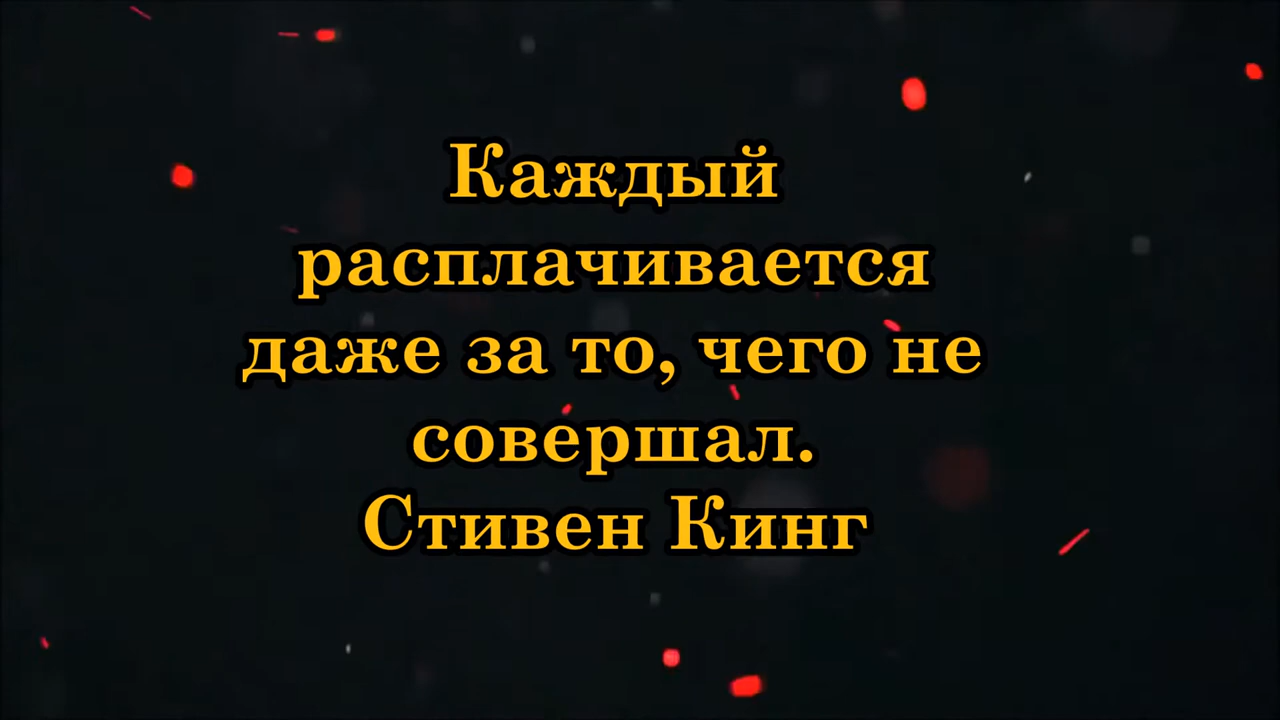 Каждый
расплачивается
даже за то, чего не
совершал.
Стивен Кинг